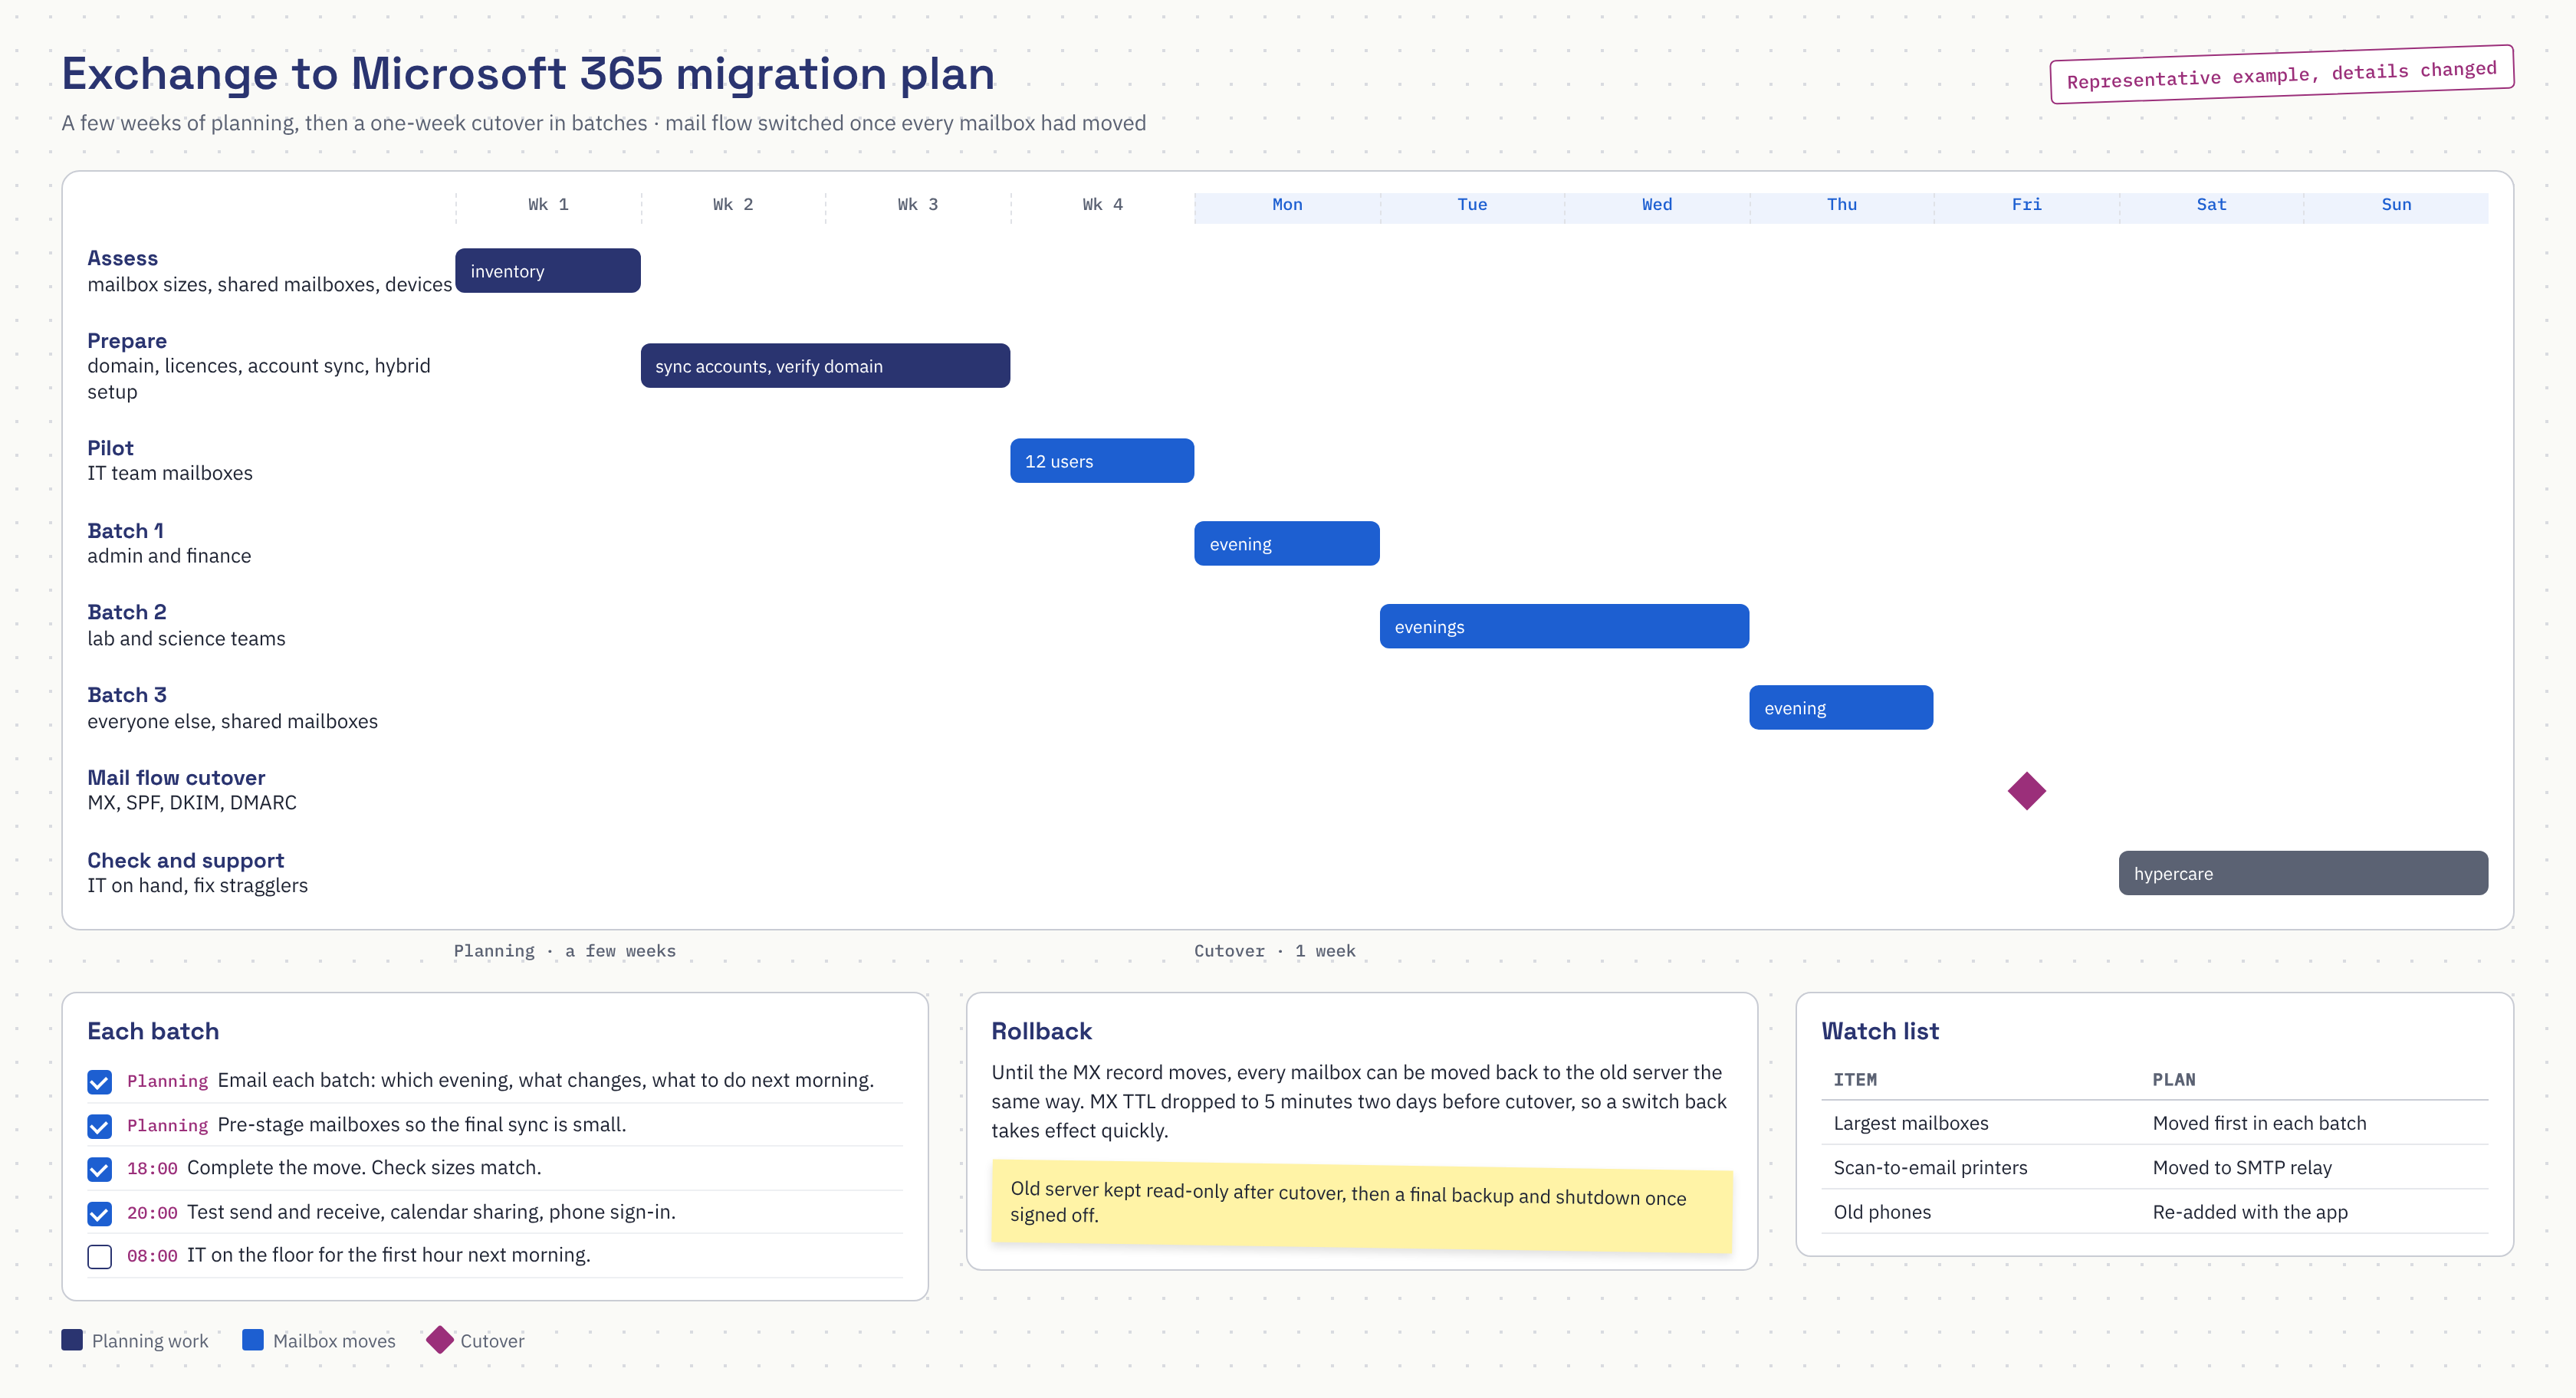 Exchange to Microsoft 365 migration plan
Representative example, details changed
A few weeks of planning, then a one-week cutover in batches · mail flow switched once every mailbox had moved
Wk 1 Wk 2 Wk 3 Wk 4 Mon Tue Wed Thu Fri Sat Sun
Assess
mailbox sizes, shared mailboxes, devices
inventory
Prepare
domain, licences, account sync, hybrid
setup
sync accounts, verify domain
Pilot
IT team mailboxes
12 users
Batch 1
admin and finance
evening
Batch 2
lab and science teams
evenings
Batch 3
everyone else, shared mailboxes
evening
Mail flow cutover
MX, SPF, DKIM, DMARC
Check and support
IT on hand, fix stragglers
hypercare
Planning · a few weeks
Cutover · 1 week
Each batch
Planning Email each batch: which evening, what changes, what to do next morning.
Planning Pre-stage mailboxes so the final sync is small.
18:00 Complete the move. Check sizes match.
20:00 Test send and receive, calendar sharing, phone sign-in.
08:00 IT on the floor for the first hour next morning.
Rollback
Until the MX record moves, every mailbox can be moved back to the old server the
same way. MX TTL dropped to 5 minutes two days before cutover, so a switch back
takes effect quickly.
Old server kept read-only after cutover, then a final backup and shutdown once
signed off.
Watch list
ITEM PLAN
Largest mailboxes Moved first in each batch
Scan-to-email printers Moved to SMTP relay
Old phones Re-added with the app
Planning work Mailbox moves Cutover